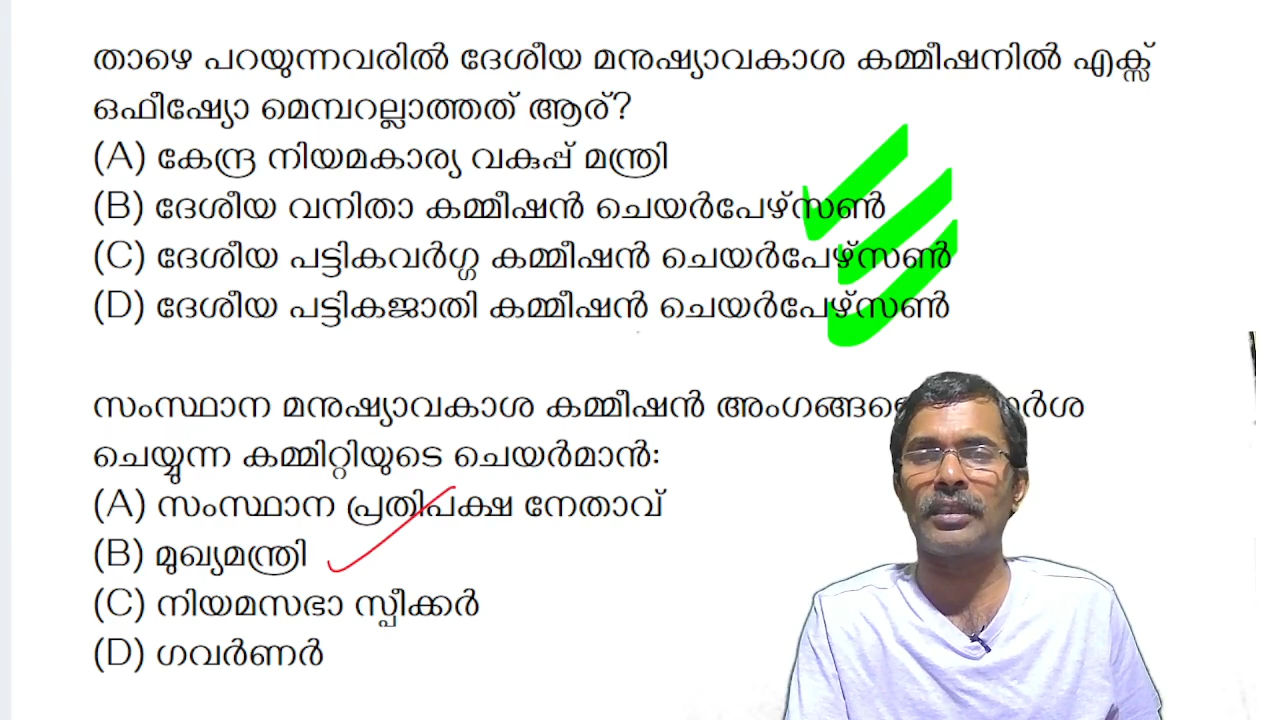 താഴെ പറയുന്നവരിൽ ദേശീയ മനുഷ്യാവകാശ കമ്മീഷനിൽ എക്സ്
ഒഫീഷ്യോ മെമ്പറല്ലാത്തത് ആര്?
(A) കേന്ദ്ര നിയമകാര്യ വകുപ്പ് മന്ത്രി
(B) ദേശീയ വനിതാ കമ്മീഷൻ ചെയർപേഴ്സൺ
(C) ദേശീയ പട്ടികവർഗ്ഗ കമ്മീഷൻ ചെയർപേഴ്സൺ
(D) ദേശീയ പട്ടികജാതി കമ്മീഷൻ ചെയർപേഴ്സൺ
സംസ്ഥാന മനുഷ്യാവകാശ കമ്മീഷൻ
ചെയ്യുന്ന കമ്മിറ്റിയുടെ ചെയർമാൻ:
(A) സംസ്ഥാന പ്രതിപക്ഷ നേതാവ്
(B) മുഖ്യമന്ത്രി
(C) നിയമസഭാ സ്പീക്കർ
(D) ഗവർണർ